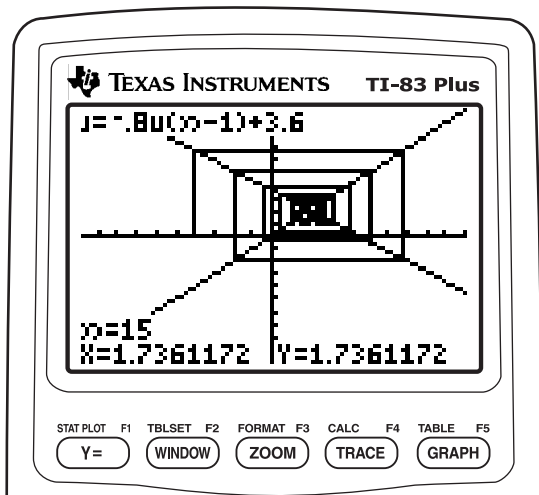 TEXAS INSTRUMENTS TI-83 Plus
u=-.8u(n-1)+3.6
n=15
X=1.7361172 Y=1.7361172
STAT PLOT F1 TBLSET F2 FORMAT F3 CALC F4 TABLE F5
Y= WINDOW ZOOM TRACE GRAPH